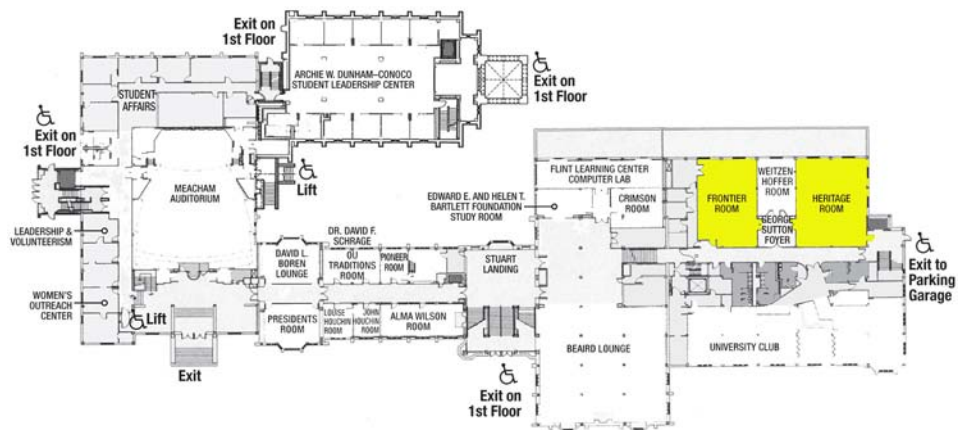 Exit on
1st Floor
ARCHIE W. DUNHAM–CONOCO
STUDENT LEADERSHIP CENTER
Exit on
1st Floor
STUDENT
AFFAIRS
Exit on
1st Floor
MEACHAM
AUDITORIUM
Lift
LEADERSHIP &
VOLUNTEERISM
WOMEN'S
OUTREACH
CENTER
Lift
Exit
DAVID L.
BOREN
LOUNGE
PRESIDENTS
ROOM
DR. DAVID F.
SCHRAGE
OU
TRADITIONS
ROOM
PIONEER
ROOM
LOUISE
HOUCHIN
ROOM
JOHN
HOUCHIN
ROOM
ALMA WILSON
ROOM
STUART
LANDING
Exit on
1st Floor
EDWARD E. AND HELEN T.
BARTLETT FOUNDATION
STUDY ROOM
FLINT LEARNING CENTER
COMPUTER LAB
CRIMSON
ROOM
BEAIRD LOUNGE
FRONTIER
ROOM
WEITZEN-
HOFFER
ROOM
GEORGE
SUTTON
FOYER
HERITAGE
ROOM
UNIVERSITY CLUB
Exit to
Parking
Garage